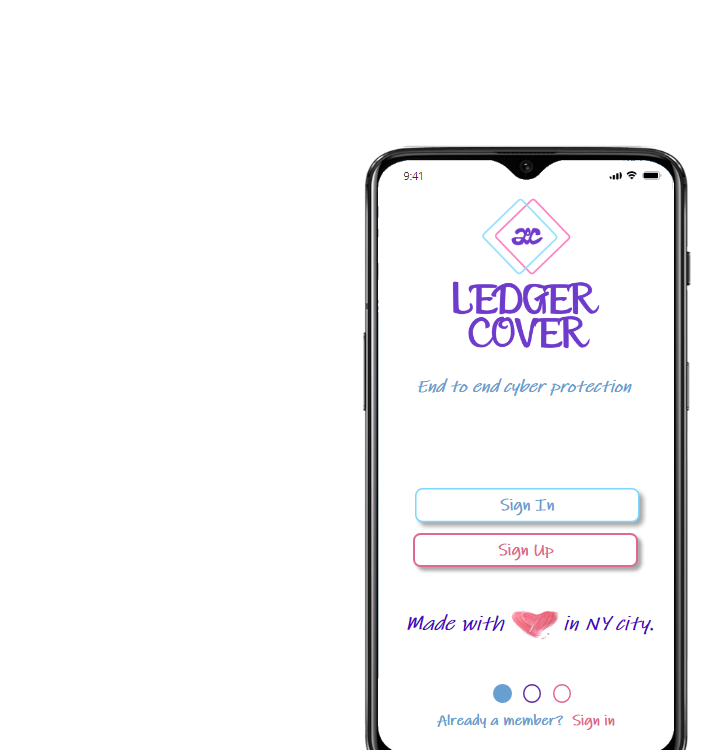 9:41
LEDGER
COVER
End to end cyber protection
Sign In
Sign Up
Made with in NY city.
Already a member? Sign in